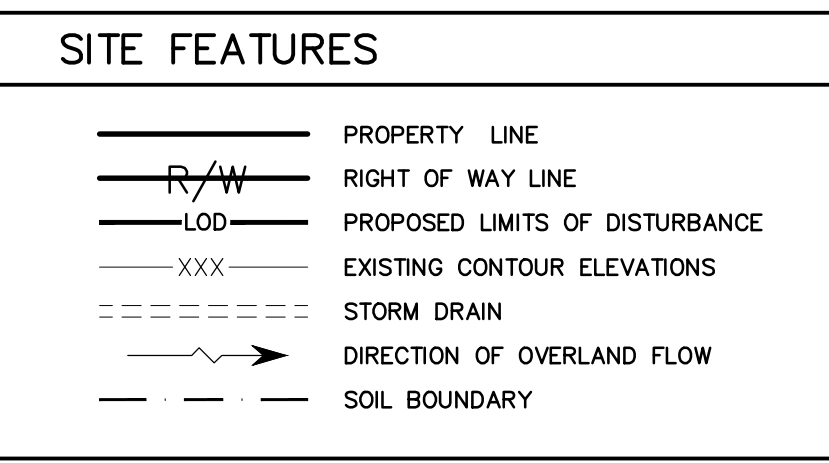 SITE FEATURES
PROPERTY LINE
R/W RIGHT OF WAY LINE
LOD PROPOSED LIMITS OF DISTURBANCE
XXX EXISTING CONTOUR ELEVATIONS
STORM DRAIN
DIRECTION OF OVERLAND FLOW
SOIL BOUNDARY